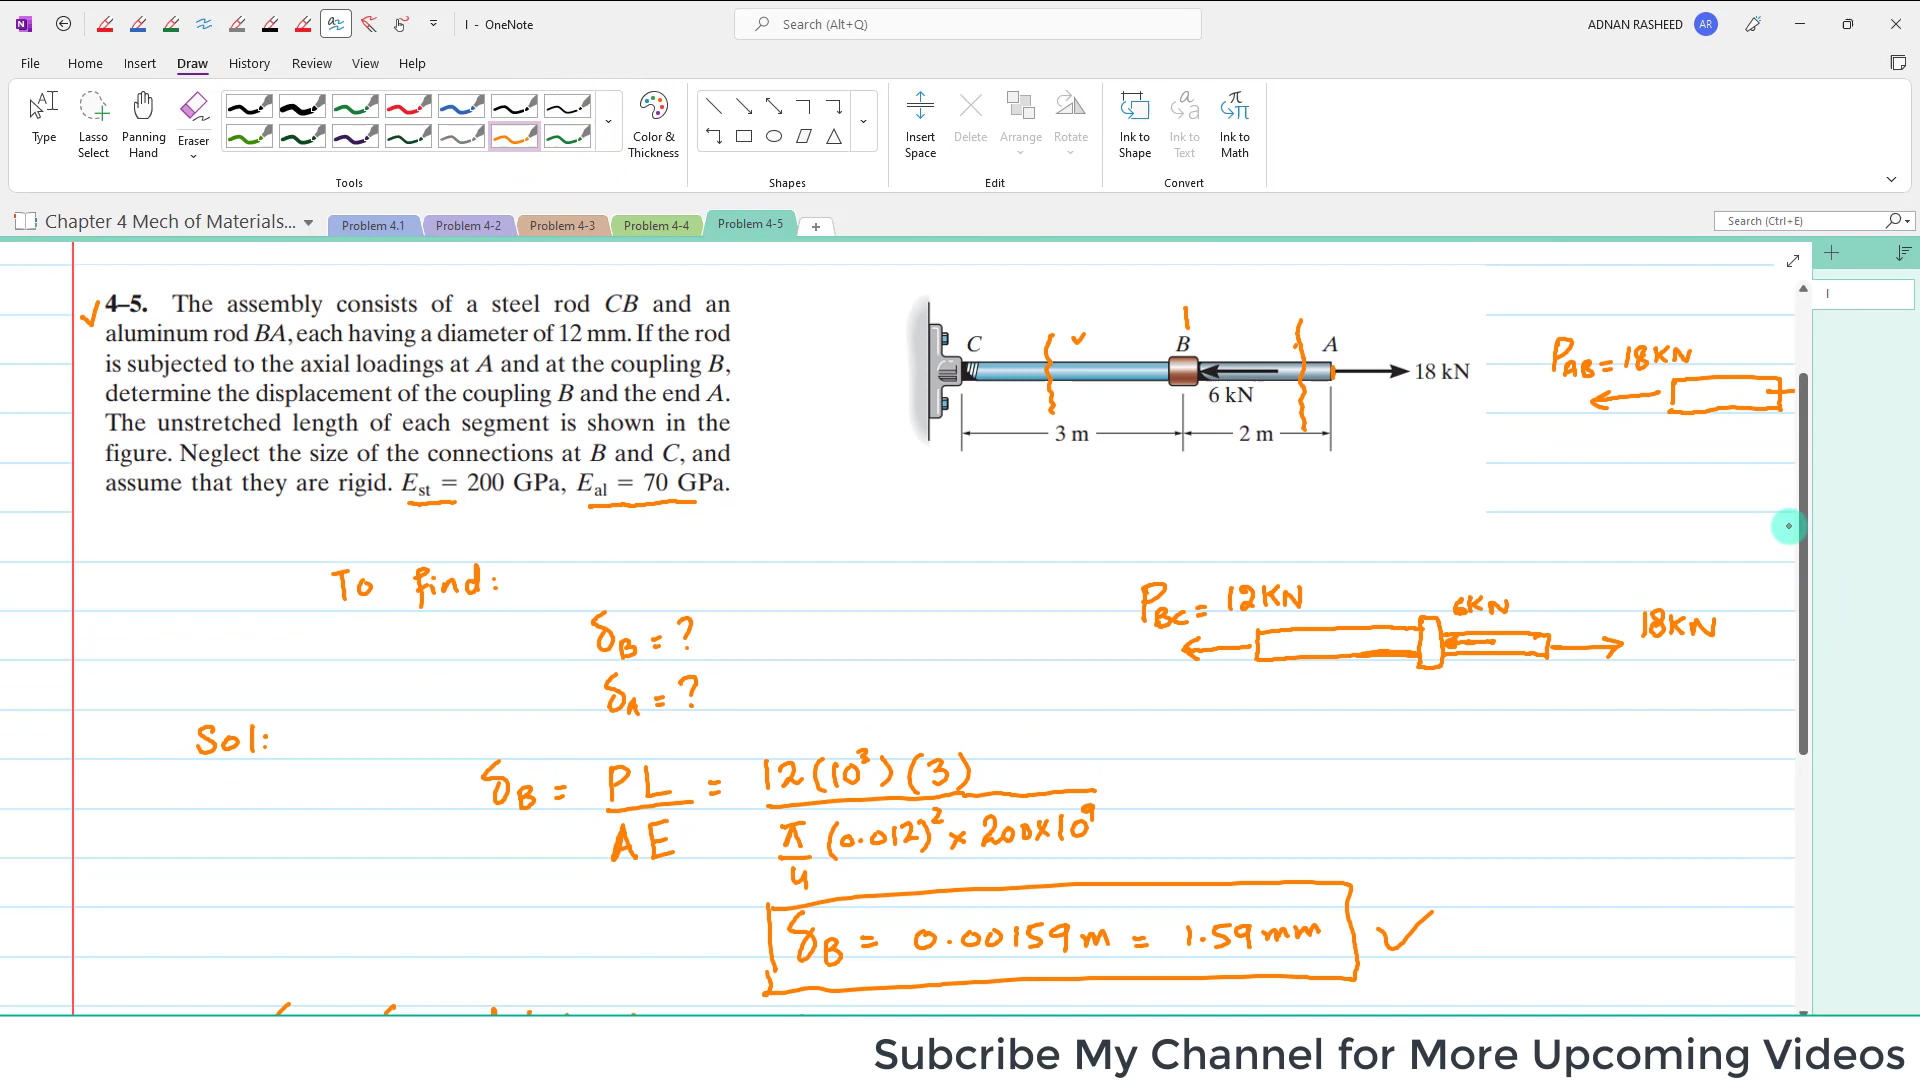 I - OneNote
Search (Alt+Q)
ADNAN RASHEED
AR
File Home Insert Draw History Review View Help
Type
Lasso Select
Panning Hand
Eraser
Color & Thickness
Insert Space
Delete
Arrange
Rotate
Ink to Shape
Ink to Text
Ink to Math
Tools
Shapes
Edit
Convert
Chapter 4 Mech of Materials...
Problem 4.1
Problem 4-2
Problem 4-3
Problem 4-4
Problem 4-5
Search (Ctrl+E)
I
4–5. The assembly consists of a steel rod CB and an
aluminum rod BA, each having a diameter of 12 mm. If the rod
is subjected to the axial loadings at A and at the coupling B,
determine the displacement of the coupling B and the end A.
The unstretched length of each segment is shown in the
figure. Neglect the size of the connections at B and C, and
assume that they are rigid. Est = 200 GPa, Eal = 70 GPa.
C B A
18 kN
6 kN
3 m 2 m
PAB = 18KN
To find:
δB = ?
δA = ?
PBC = 12KN
6KN
18KN
Sol:
δB = PL/AE = 12(10³)(3) / π/4 (0.012)² × 200×10⁹
δB = 0.00159m = 1.59mm
Subcribe My Channel for More Upcoming Videos